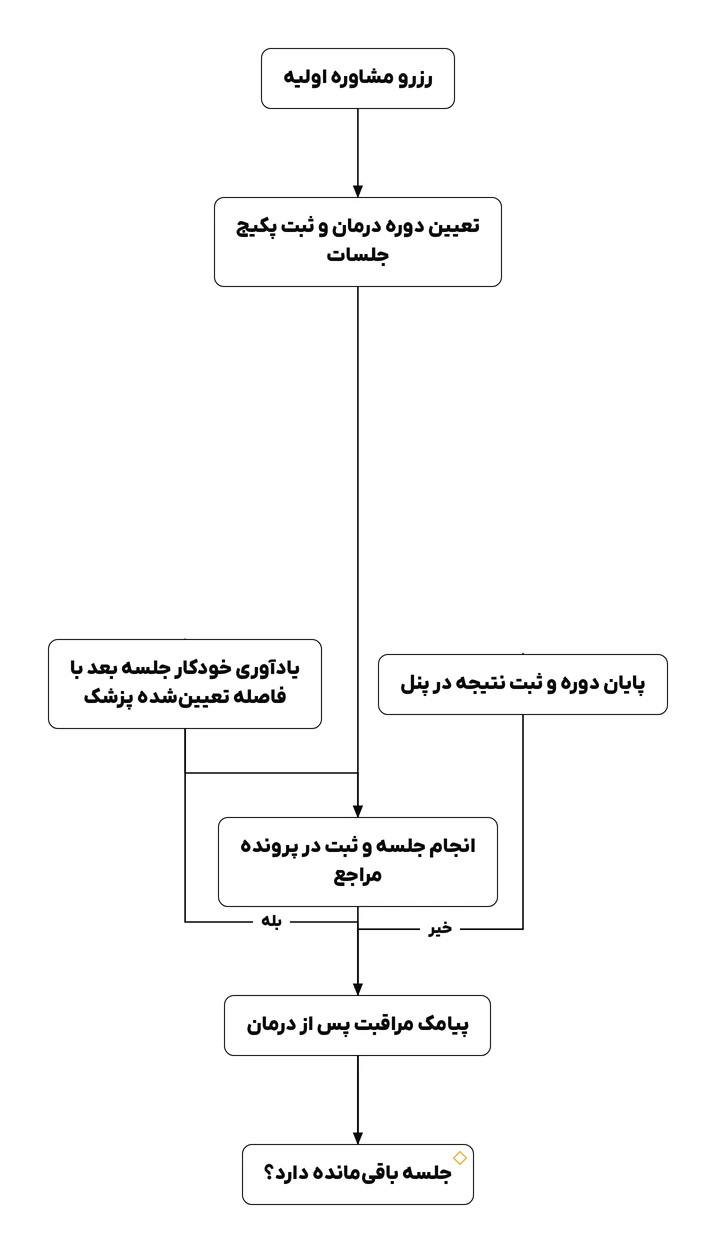 رزرو مشاوره اولیه
تعیین دوره درمان و ثبت پکیج
جلسات
یادآوری خودکار جلسه بعد با
فاصله تعیین‌شده پزشک
پایان دوره و ثبت نتیجه در پنل
انجام جلسه و ثبت در پرونده
مراجع
بله
خیر
پیامک مراقبت پس از درمان
جلسه باقی‌مانده دارد؟